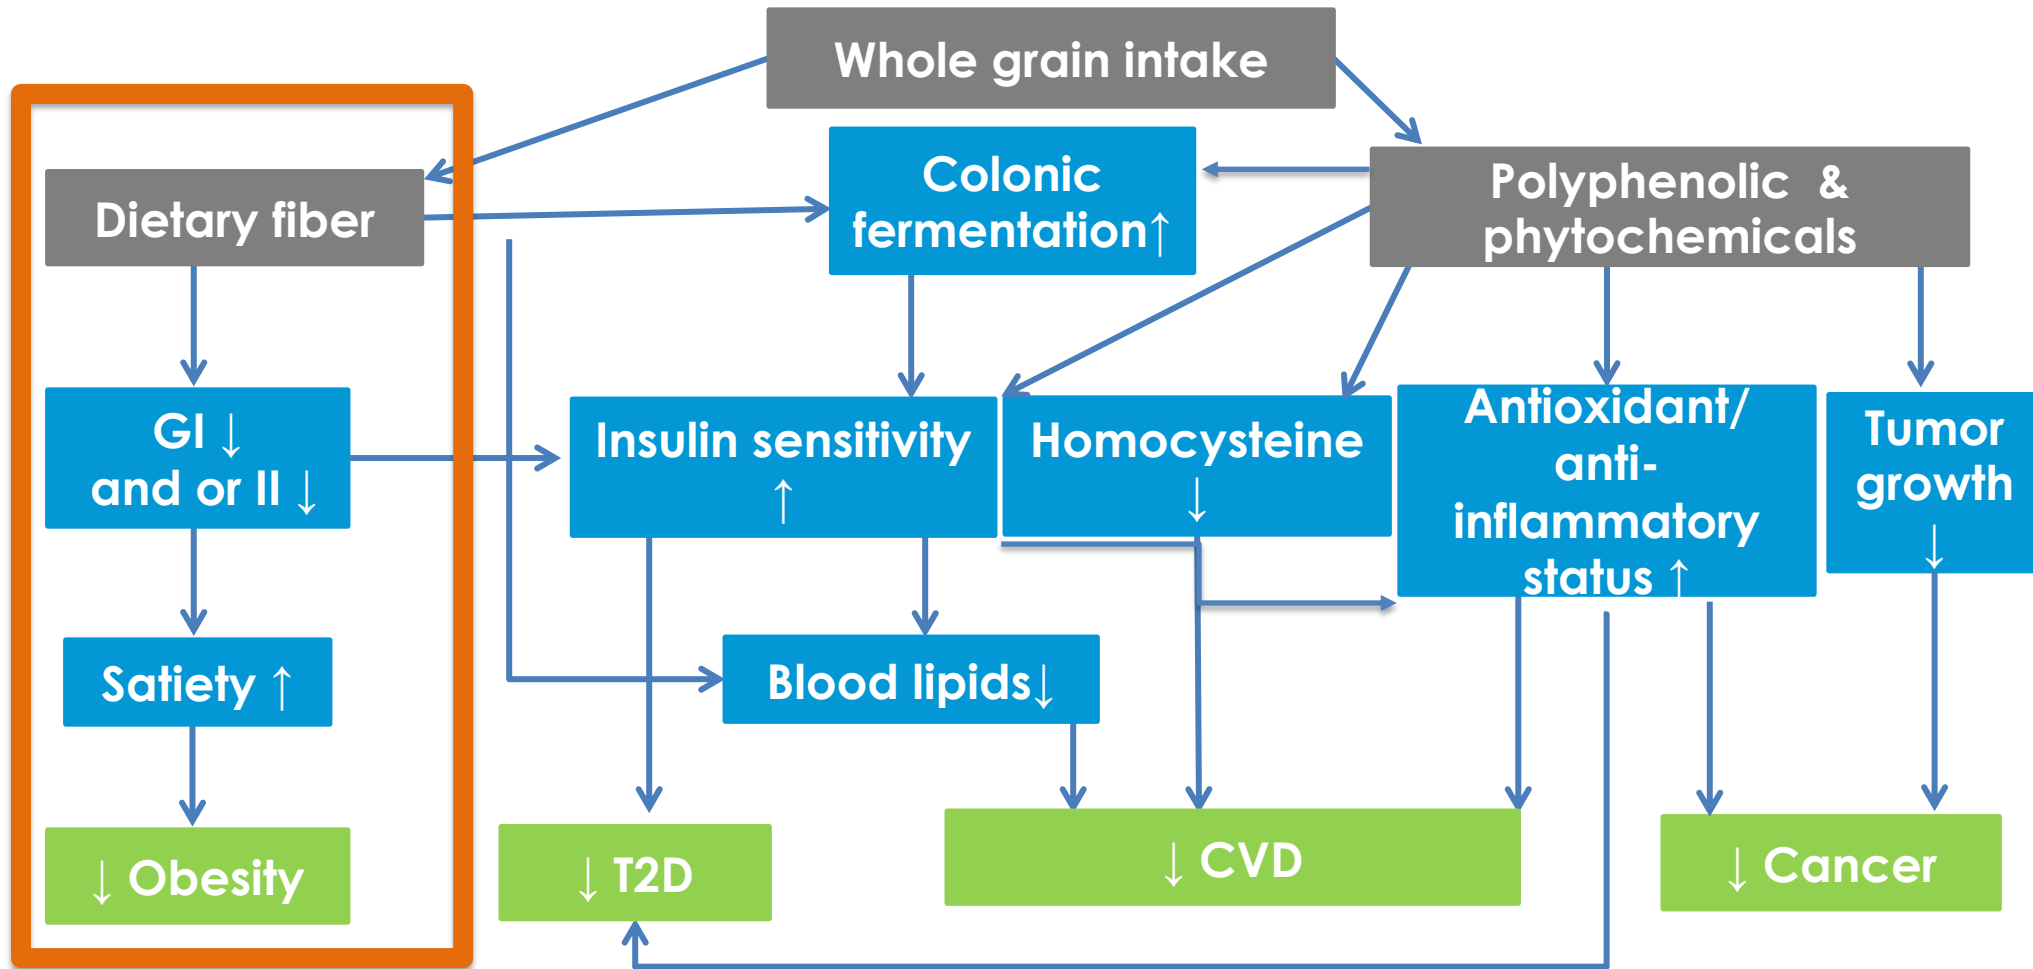 Whole grain intake
Dietary fiber
Colonic
fermentation↑
Polyphenolic &
phytochemicals
GI ↓
and or II ↓
Insulin sensitivity
↑
Homocysteine
↓
Antioxidant/
anti-
inflammatory
status ↑
Tumor
growth
↓
Satiety ↑
Blood lipids↓
↓ Obesity
↓ T2D
↓ CVD
↓ Cancer